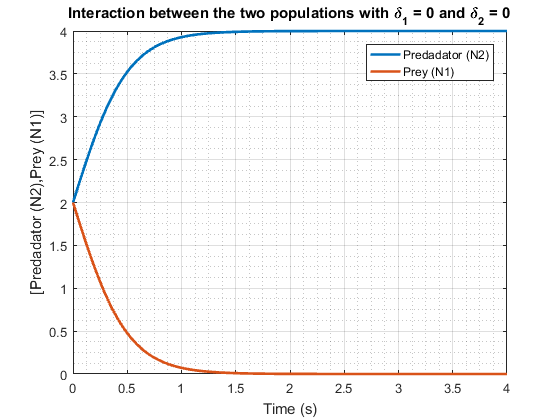 Interaction between the two populations with δ₁ = 0 and δ₂ = 0
[Predadator (N2),Prey (N1)]
4
3.5
3
2.5
2
1.5
1
0.5
0
Predadator (N2)
Prey (N1)
0 0.5 1 1.5 2 2.5 3 3.5 4
Time (s)